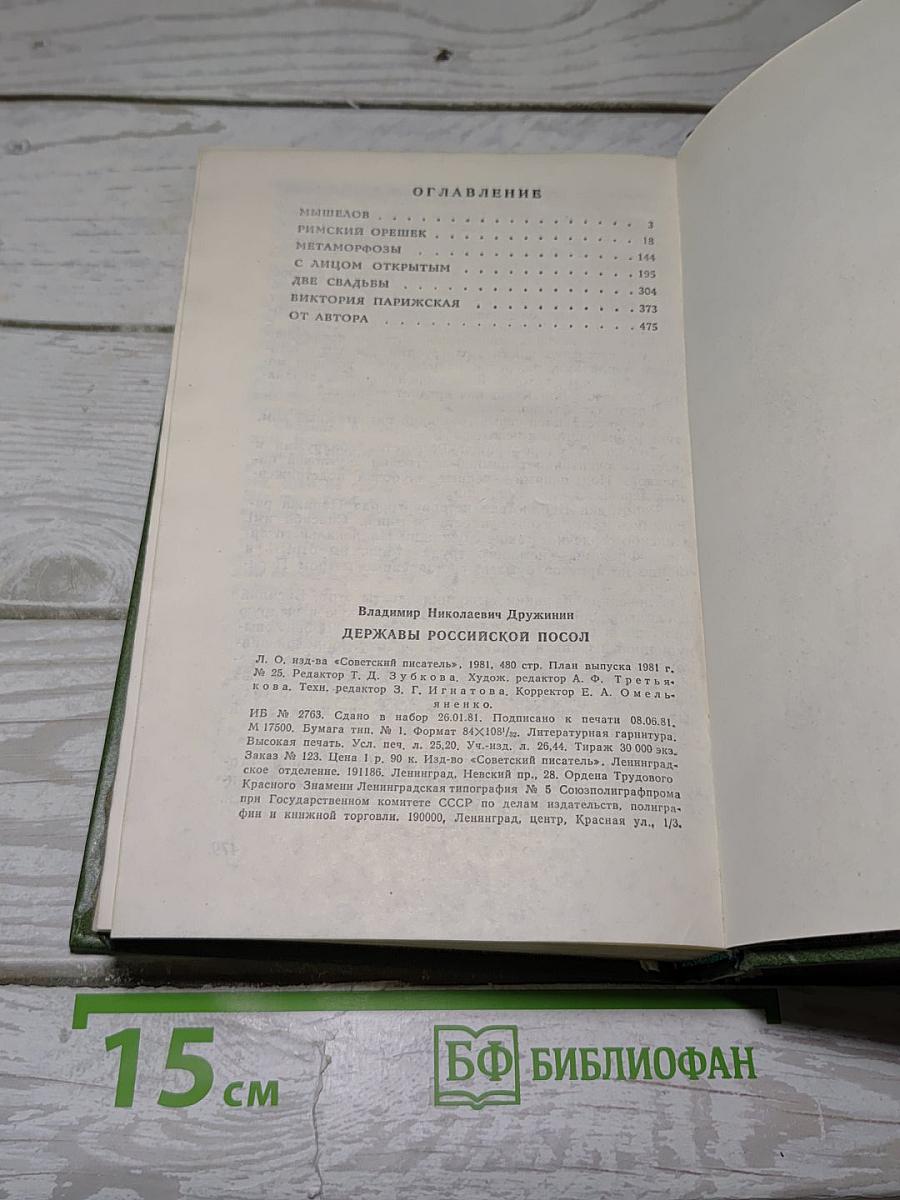 ОГЛАВЛЕНИЕ
МЫШЕЛОВ . . . . . . . . . . . . . . . . . 3
РИМСКИЙ ОРЕШЕК . . . . . . . . . . . . . 18
МЕТАМОРФОЗЫ . . . . . . . . . . . . . . . 144
С ЛИЦОМ ОТКРЫТЫМ . . . . . . . . . . . . 195
ДВЕ СВАДЬБЫ . . . . . . . . . . . . . . . 304
ВИКТОРИЯ ПАРИЖСКАЯ . . . . . . . . . . . 373
ОТ АВТОРА . . . . . . . . . . . . . . . . 475
Владимир Николаевич Дружинин
ДЕРЖАВЫ РОССИЙСКОЙ ПОСОЛ
Л. О. изд-ва «Советский писатель», 1981, 480 стр. План выпуска 1981 г.
№ 25. Редактор Т. Д. Зубкова. Худож. редактор А. Ф. Третья-
кова. Техн. редактор З. Г. Игнатова. Корректор Е. А. Омель-
яненко.
ИБ № 2763. Сдано в набор 26.01.81. Подписано к печати 08.06.81.
М 17500. Бумага тип. № 1. Формат 84×108¹/₃₂. Литературная гарнитура.
Высокая печать. Усл. печ. л. 25,20. Уч.-изд. л. 26,44. Тираж 30 000 экз.
Заказ № 123. Цена 1 р. 90 к. Изд-во «Советский писатель». Ленинград-
ское отделение. 191186. Ленинград, Невский пр., 28. Ордена Трудового
Красного Знамени Ленинградская типография № 5 Союзполиграфпрома
при Государственном комитете СССР по делам издательств, полигра-
фии и книжной торговли. 190000, Ленинград, центр, Красная ул., 1/3.
479
15 см
БФ БИБЛИОФАН